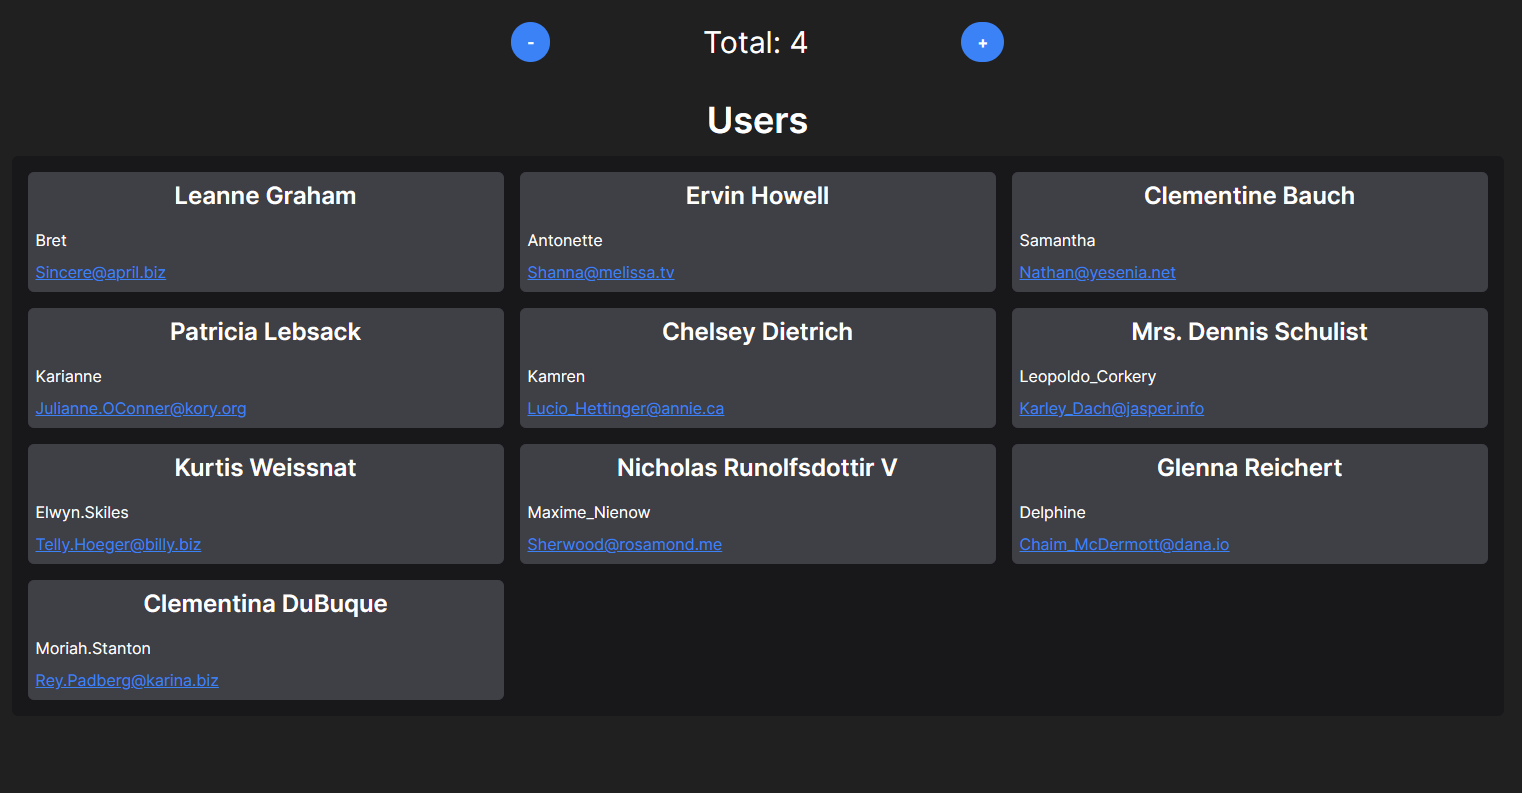 - Total: 4 +
Users
Leanne Graham
Bret
Sincere@april.biz
Ervin Howell
Antonette
Shanna@melissa.tv
Clementine Bauch
Samantha
Nathan@yesenia.net
Patricia Lebsack
Karianne
Julianne.OConner@kory.org
Chelsey Dietrich
Kamren
Lucio_Hettinger@annie.ca
Mrs. Dennis Schulist
Leopoldo_Corkery
Karley_Dach@jasper.info
Kurtis Weissnat
Elwyn.Skiles
Telly.Hoeger@billy.biz
Nicholas Runolfsdottir V
Maxime_Nienow
Sherwood@rosamond.me
Glenna Reichert
Delphine
Chaim_McDermott@dana.io
Clementina DuBuque
Moriah.Stanton
Rey.Padberg@karina.biz